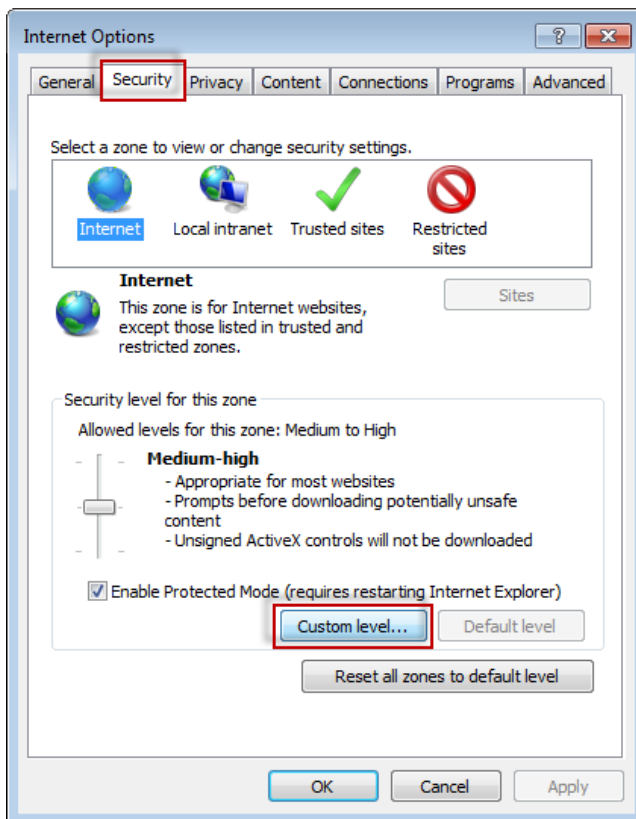 Internet Options
General Security Privacy Content Connections Programs Advanced
Select a zone to view or change security settings.
Internet Local intranet Trusted sites Restricted
sites
Internet
Sites
This zone is for Internet websites,
except those listed in trusted and
restricted zones.
Security level for this zone
Allowed levels for this zone: Medium to High
Medium-high
- Appropriate for most websites
- Prompts before downloading potentially unsafe
content
- Unsigned ActiveX controls will not be downloaded
Enable Protected Mode (requires restarting Internet Explorer)
Custom level... Default level
Reset all zones to default level
OK Cancel Apply